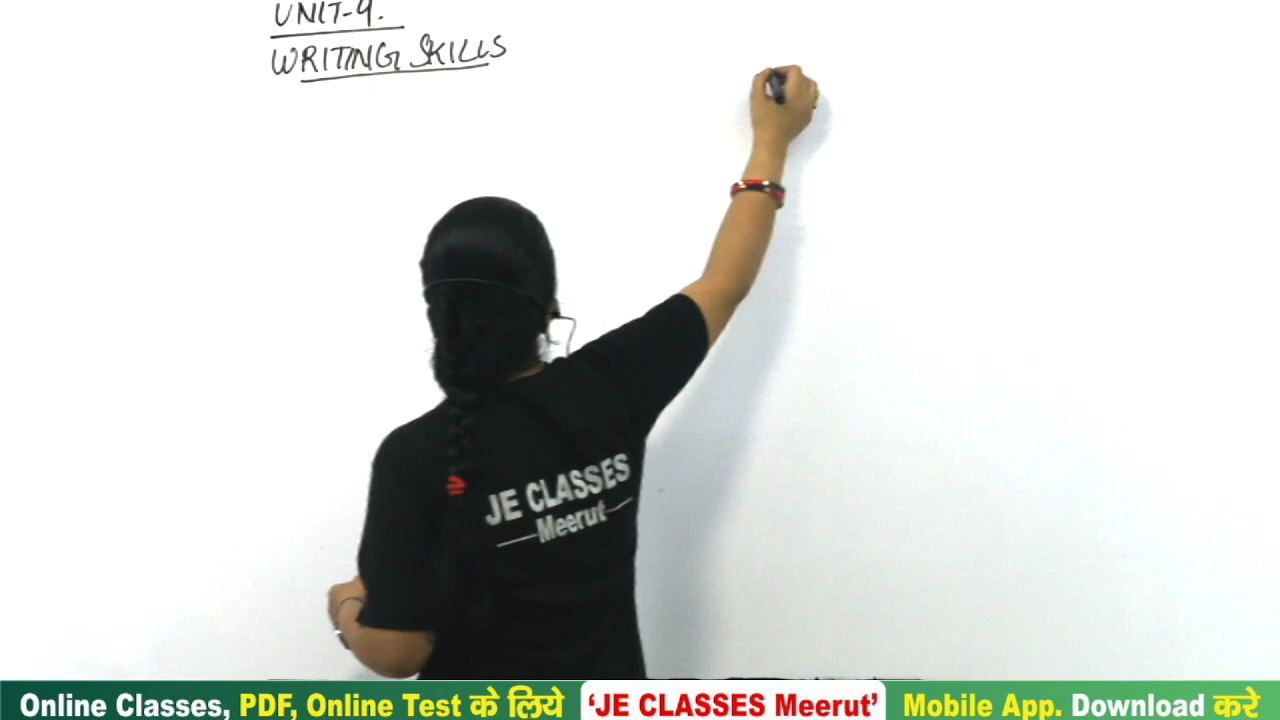 UNIT-4.
WRITING SKILLS
JE CLASSES
Meerut
Online Classes, PDF, Online Test के लिये 'JE CLASSES Meerut' Mobile App. Download करे